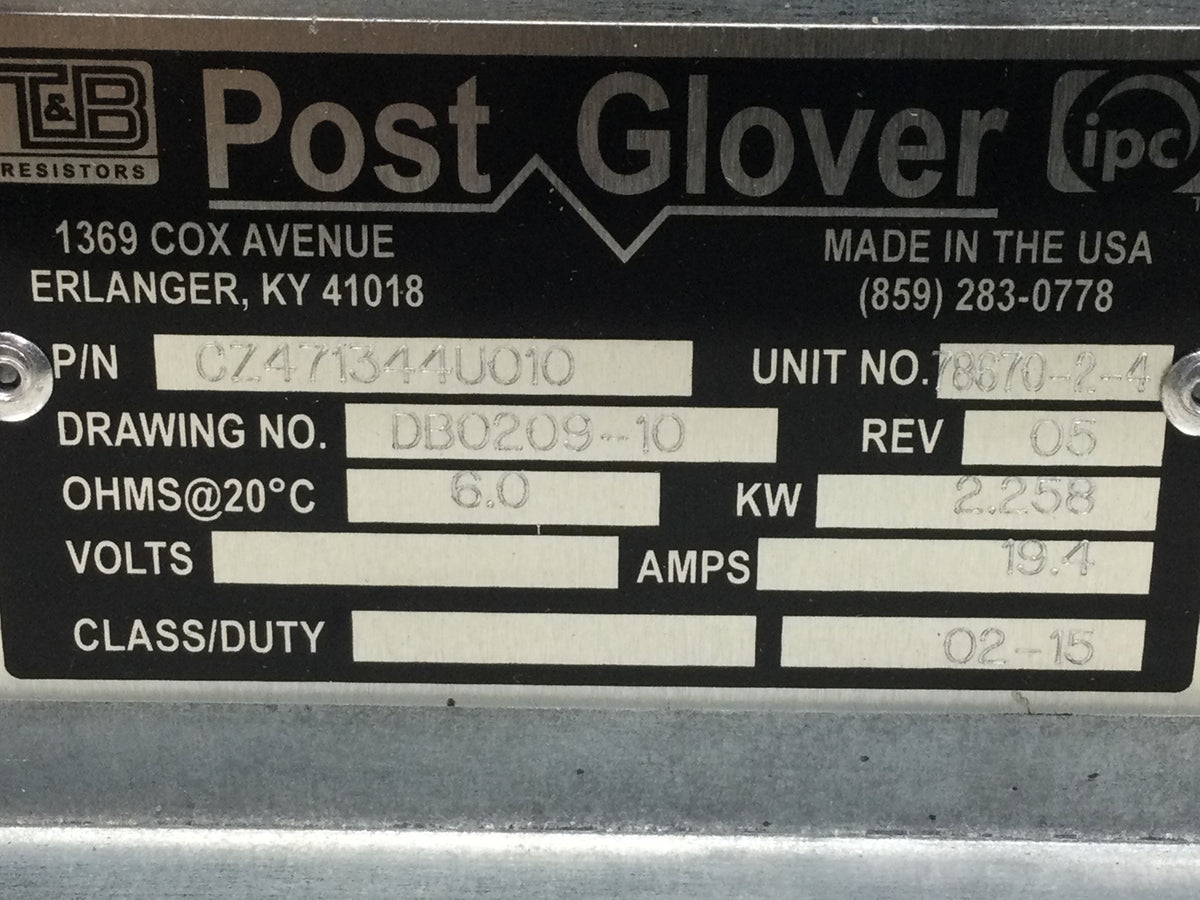 T&B
RESISTORS
Post Glover
ipc
1369 COX AVENUE
ERLANGER, KY 41018
MADE IN THE USA
(859) 283-0778
P/N CZ471344U010 UNIT NO. 78670-2-4
DRAWING NO. DB0209-10 REV 05
OHMS@20°C 6.0 KW 2.258
VOLTS AMPS 19.4
CLASS/DUTY 02-15